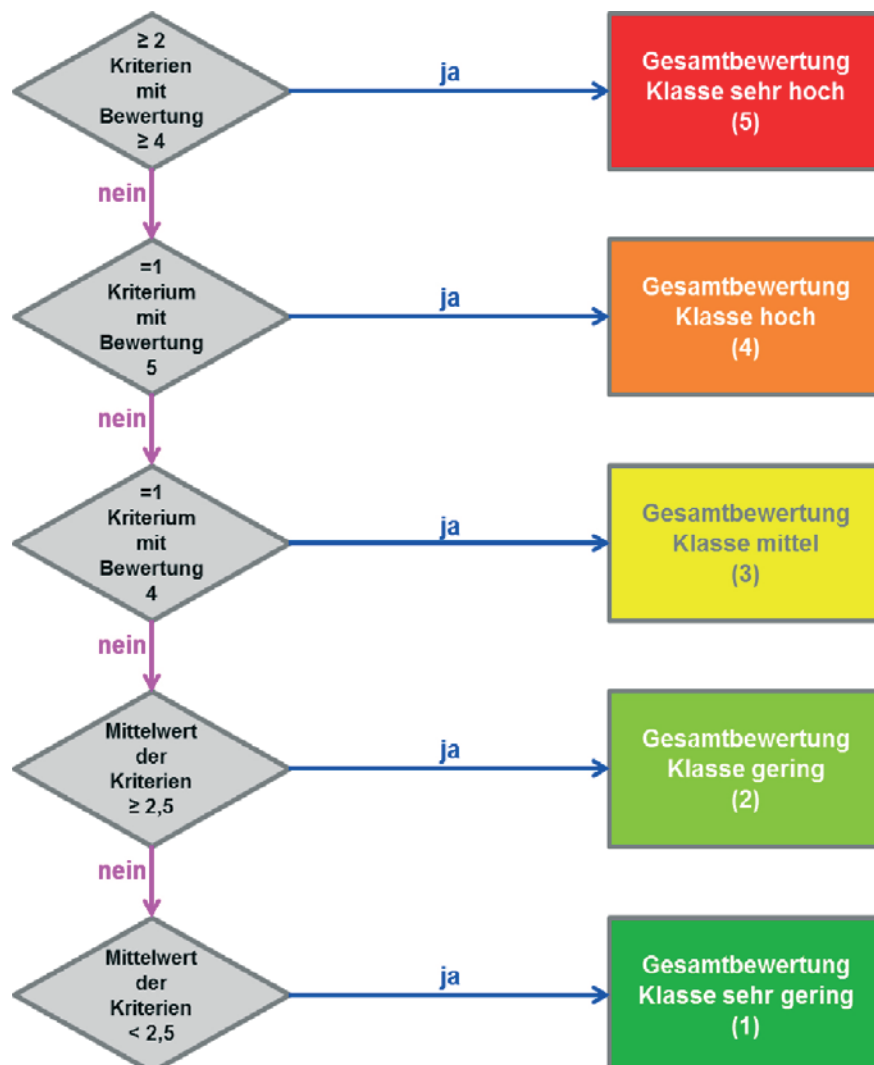 ≥ 2
Kriterien
mit
Bewertung
≥ 4
ja
Gesamtbewertung
Klasse sehr hoch
(5)
nein
=1
Kriterium
mit
Bewertung
5
ja
Gesamtbewertung
Klasse hoch
(4)
nein
=1
Kriterium
mit
Bewertung
4
ja
Gesamtbewertung
Klasse mittel
(3)
nein
Mittelwert
der
Kriterien
≥ 2,5
ja
Gesamtbewertung
Klasse gering
(2)
nein
Mittelwert
der
Kriterien
< 2,5
ja
Gesamtbewertung
Klasse sehr gering
(1)